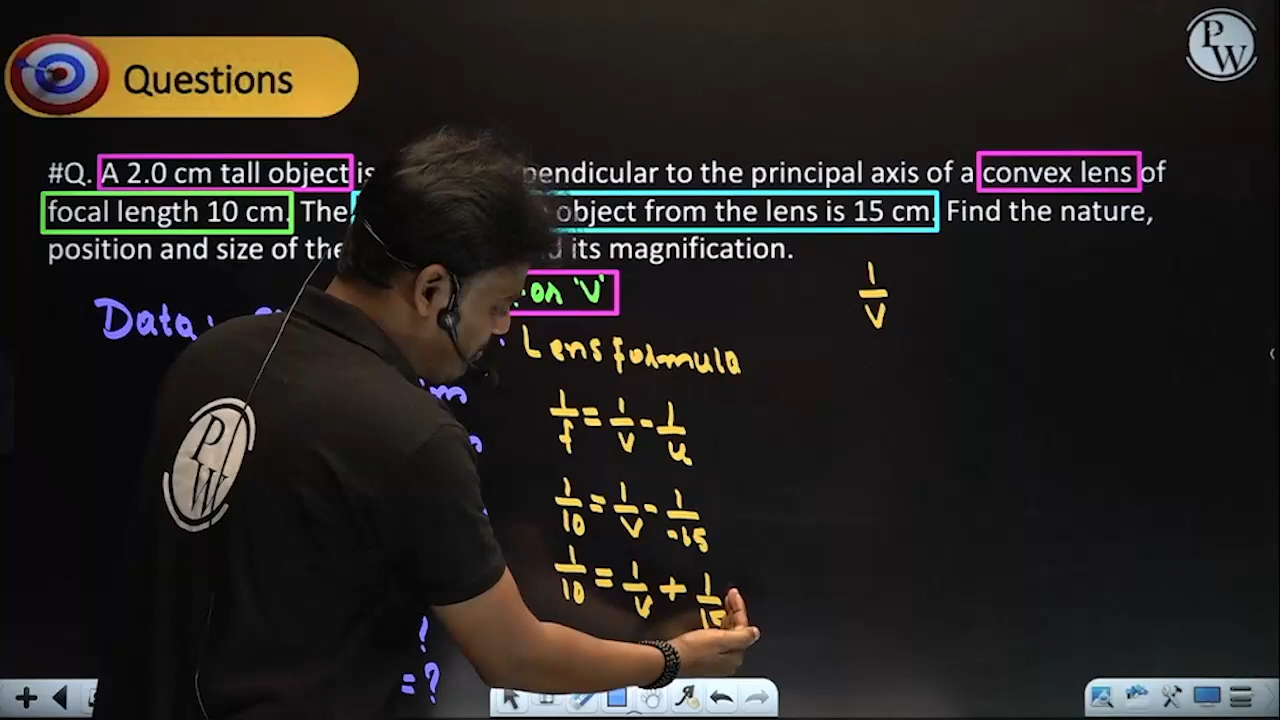 Questions
PW
#Q. A 2.0 cm tall object is pendicular to the principal axis of a convex lens of
focal length 10 cm. The object from the lens is 15 cm. Find the nature,
position and size of the its magnification.
Data:
'V'
Lens formula
1/f = 1/V - 1/u
1/10 = 1/V - 1/-15
1/10 = 1/V + 1/15
1/V
?
= ?
PW